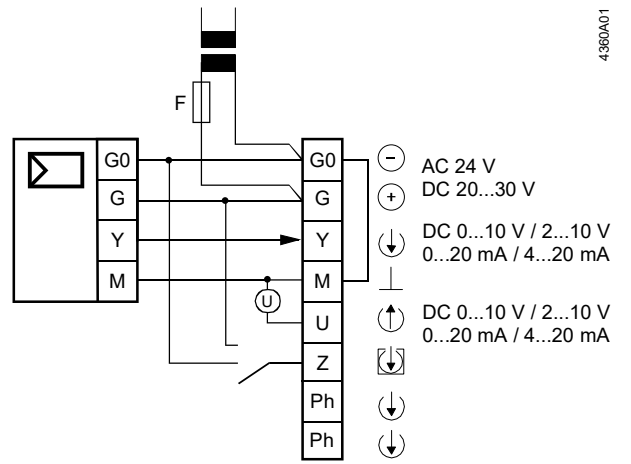 4360A01
F
G0
G
Y
M
G0
G
Y
M
U
Z
Ph
Ph
U
AC 24 V
DC 20...30 V
DC 0...10 V / 2...10 V
0...20 mA / 4...20 mA
DC 0...10 V / 2...10 V
0...20 mA / 4...20 mA